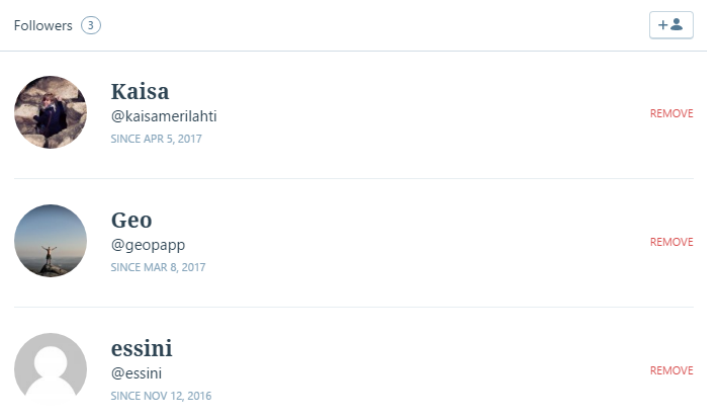 Followers 3
+
Kaisa
@kaisamerilahti
SINCE APR 5, 2017
REMOVE
Geo
@geopapp
SINCE MAR 8, 2017
REMOVE
essini
@essini
SINCE NOV 12, 2016
REMOVE